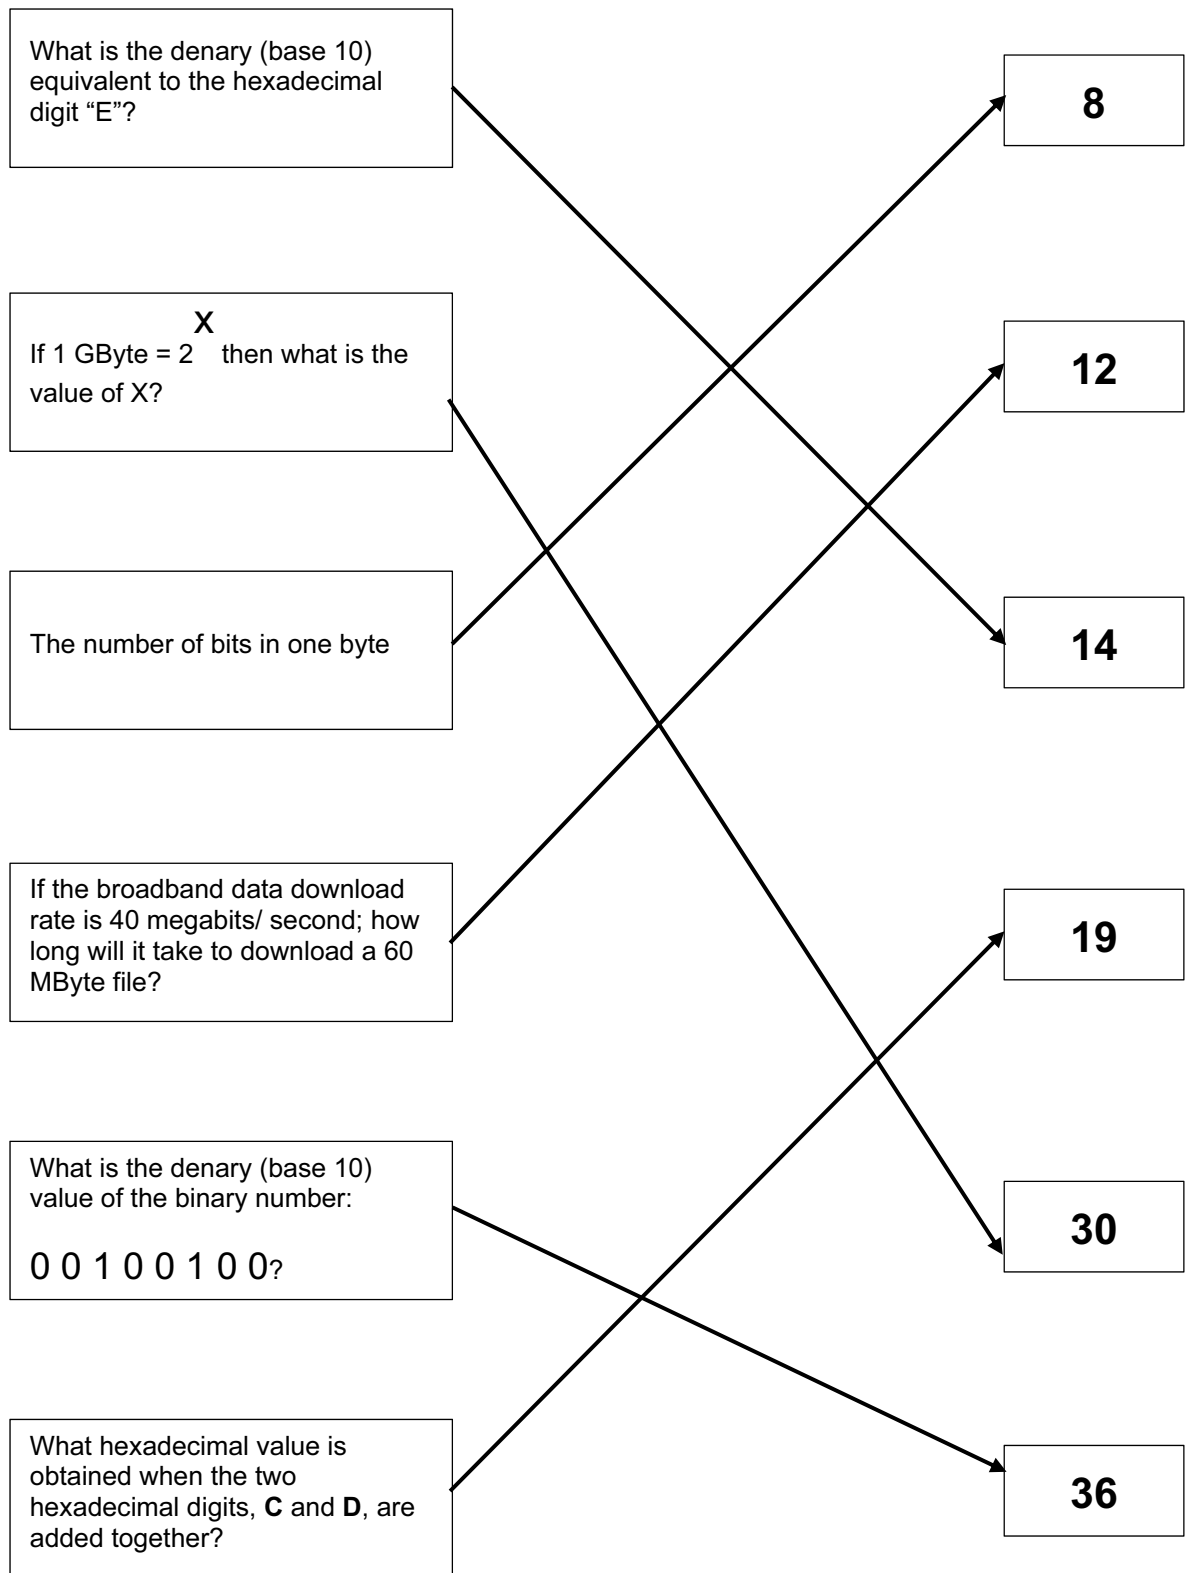 What is the denary (base 10)
equivalent to the hexadecimal
digit “E”?
8
If 1 GByte = 2^X then what is the
value of X?
12
The number of bits in one byte
14
If the broadband data download
rate is 40 megabits/ second; how
long will it take to download a 60
MByte file?
19
What is the denary (base 10)
value of the binary number:
0 0 1 0 0 1 0 0?
30
What hexadecimal value is
obtained when the two
hexadecimal digits, C and D, are
added together?
36